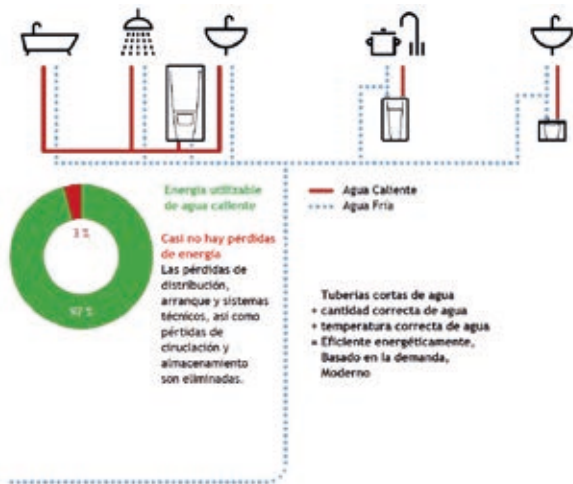 Energía utilizable
de agua caliente
Agua Caliente
Agua Fría
3 %
97 %
Casi no hay pérdidas
de energía
Las pérdidas de
distribución,
arranque y sistemas
técnicos, así como
pérdidas de
ciruclación y
almacenamiento
son eliminadas.
Tuberías cortas de agua
+ cantidad correcta de agua
+ temperatura correcta de agua
= Eficiente energéticamente,
Basado en la demanda,
Moderno